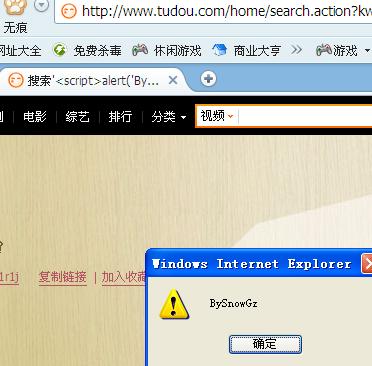 http://www.tudou.com/home/search.action?kw
无痕
网址大全 免费杀毒 休闲游戏 商业大亨 » 游戏
搜索'<script>alert('By...
电影 综艺 排行 分类 视频
1r1j 复制链接 | 加入收藏
Windows Internet Explorer
BySnowGz
确定